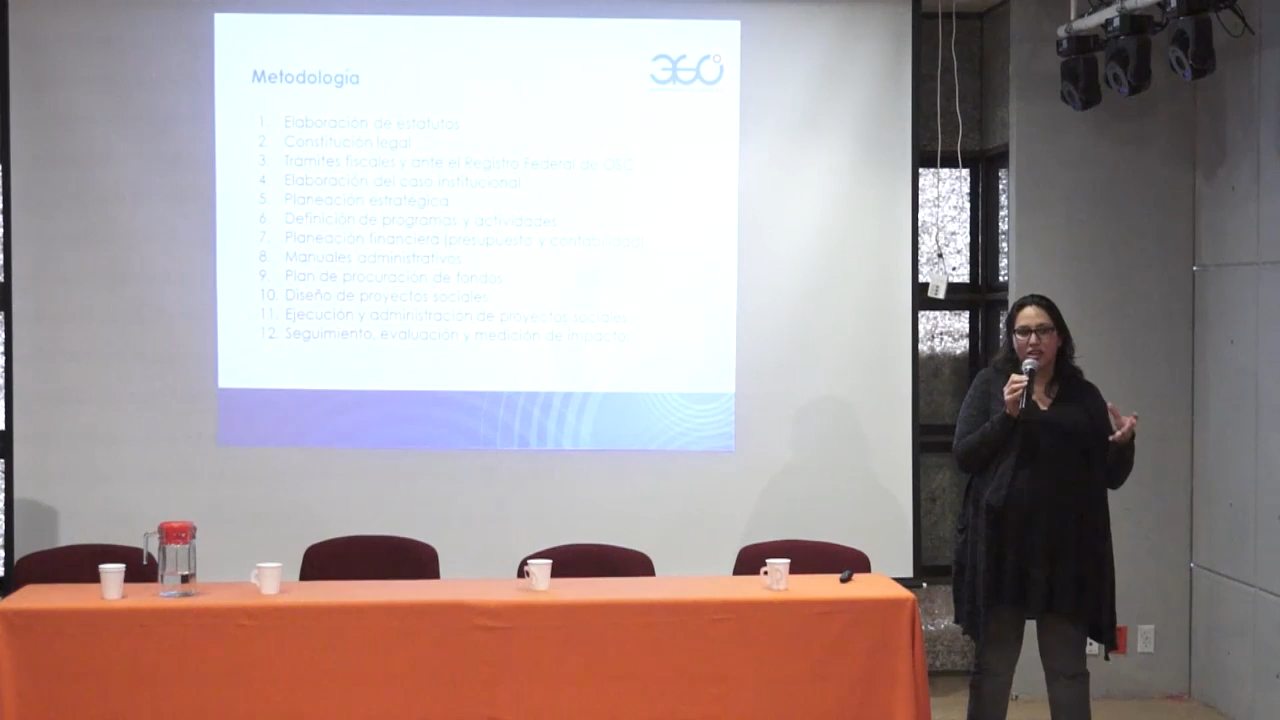 Metodología
360°
1. Elaboración de estatutos
2. Constitución legal
3. Trámites fiscales y ante el Registro Federal de OSC
4. Elaboración del caso institucional
5. Planeación estratégica
6. Definición de programas y actividades
7. Planeación financiera (presupuesto y contabilidad)
8. Manuales administrativos
9. Plan de procuración de fondos
10. Diseño de proyectos sociales
11. Ejecución y administración de proyectos sociales
12. Seguimiento, evaluación y medición de impacto